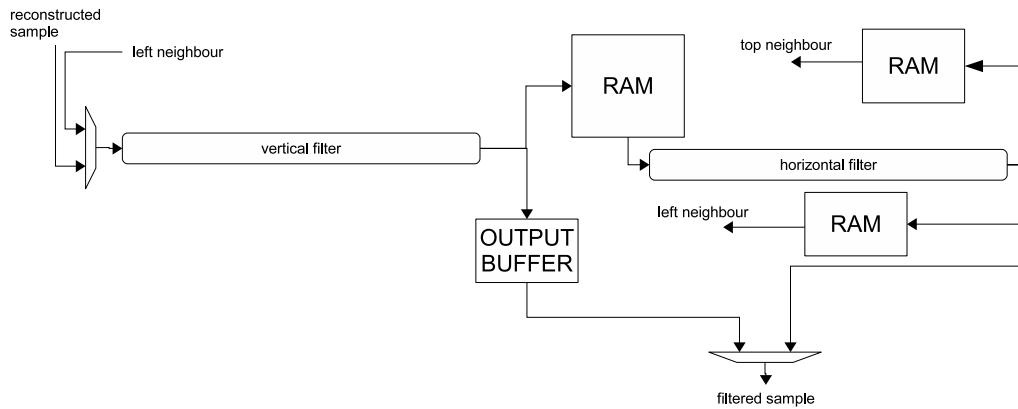 reconstructed
sample
left neighbour
top neighbour
RAM
RAM
vertical filter
horizontal filter
left neighbour
RAM
OUTPUT
BUFFER
filtered sample